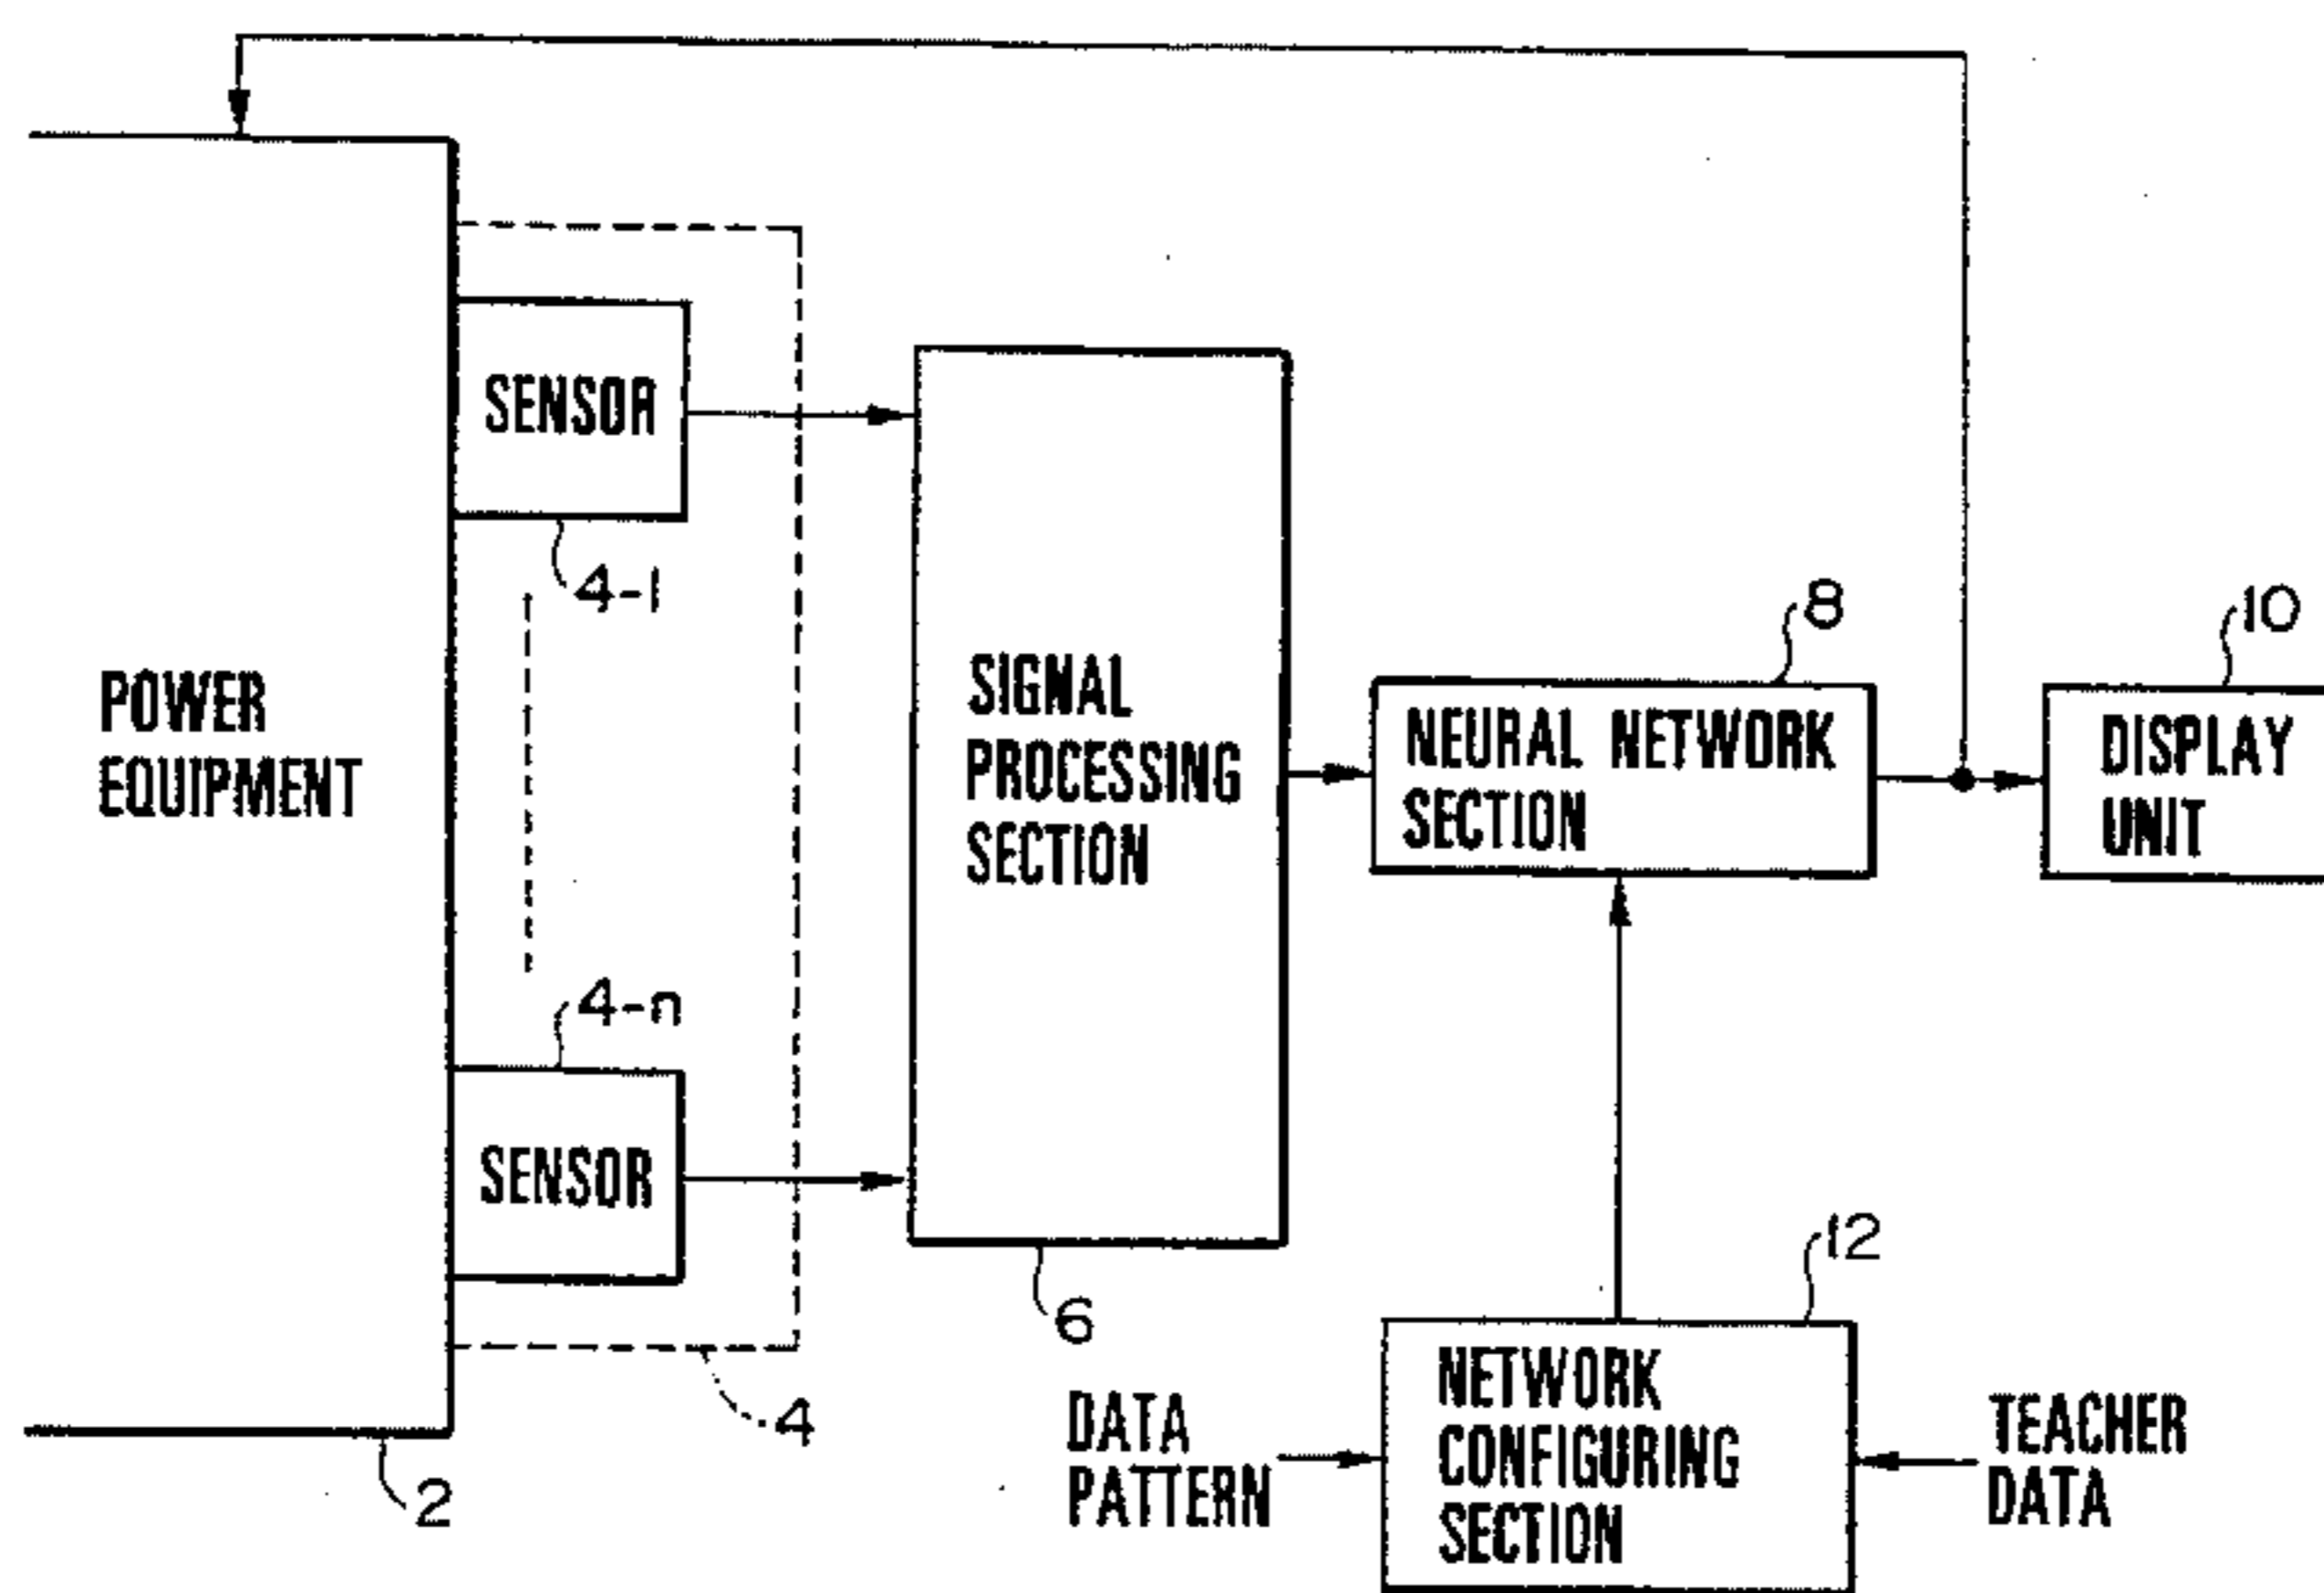 SENSOR
4-1
POWER
EQUIPMENT
SIGNAL
PROCESSING
SECTION
8
NEURAL NETWORK
SECTION
10
DISPLAY
UNIT
4-n
SENSOR
6
4
2
12
NETWORK
CONFIGURING
SECTION
DATA
PATTERN
TEACHER
DATA